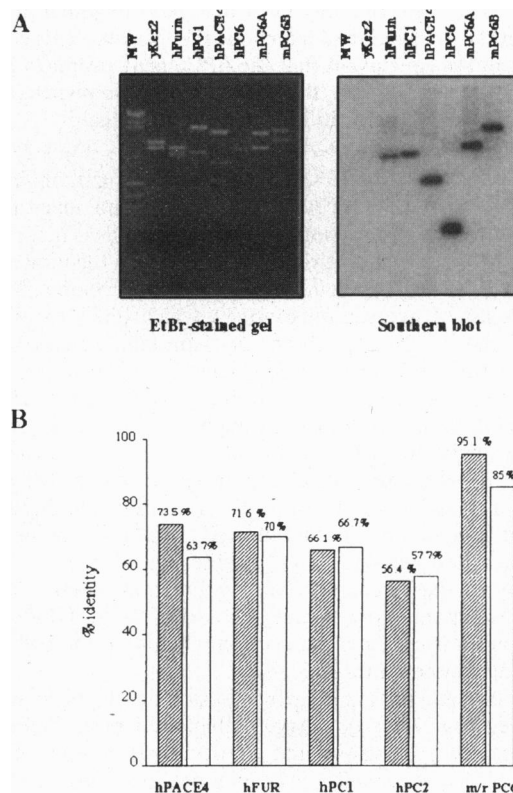 A
MW yKex2 hFurin hPC1 hPACE4 hPC6 mPC6A mPC6B
MW yKex2 hFurin hPC1 hPACE4 hPC6 mPC6A mPC6B
EtBr-stained gel
Southern blot
B
% identity
100
80
60
40
20
0
73.5 %
63.7%
71.6 %
70 %
66.1 %
66.7%
56.4 %
57.7%
95.1 %
85 %
hPACE4
hFUR
hPC1
hPC2
m/r PC6